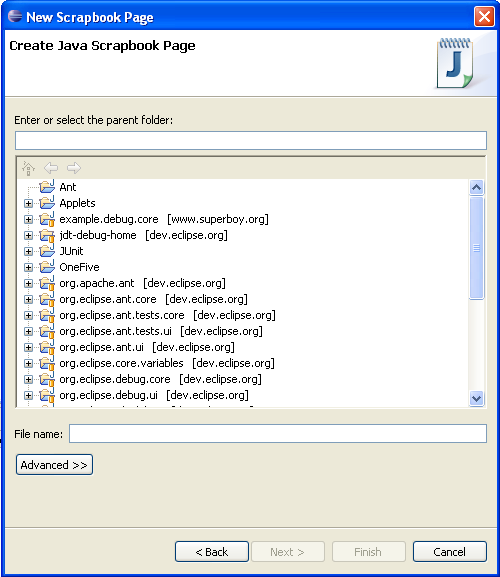 New Scrapbook Page
Create Java Scrapbook Page
Enter or select the parent folder:
Ant
Applets
example.debug.core [www.superboy.org]
jdt-debug-home [dev.eclipse.org]
JUnit
OneFive
org.apache.ant [dev.eclipse.org]
org.eclipse.ant.core [dev.eclipse.org]
org.eclipse.ant.tests.core [dev.eclipse.org]
org.eclipse.ant.tests.ui [dev.eclipse.org]
org.eclipse.ant.ui [dev.eclipse.org]
org.eclipse.core.variables [dev.eclipse.org]
org.eclipse.debug.core [dev.eclipse.org]
org.eclipse.debug.ui [dev.eclipse.org]
File name:
Advanced >>
< Back Next > Finish Cancel